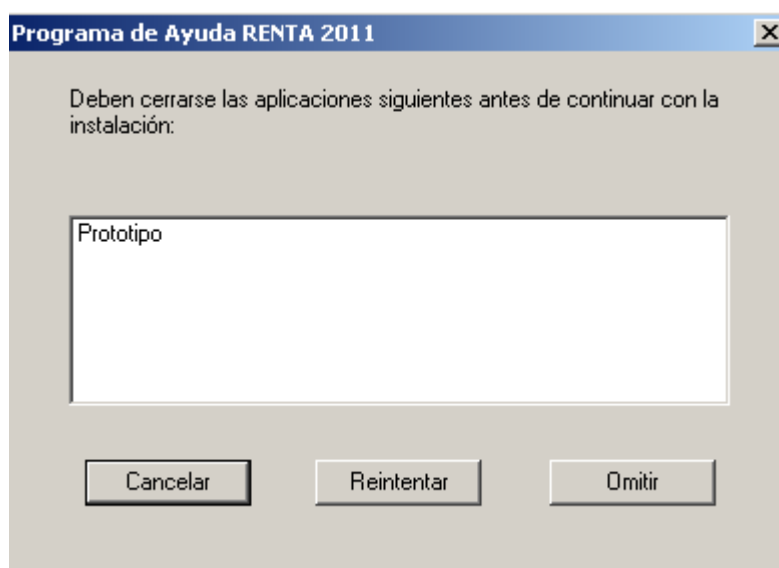 Programa de Ayuda RENTA 2011
Deben cerrarse las aplicaciones siguientes antes de continuar con la
instalación:
Prototipo
Cancelar
Reintentar
Omitir